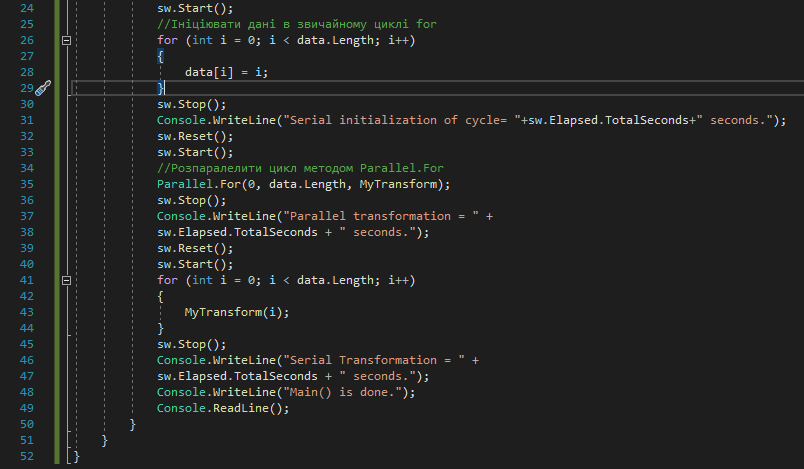 24 sw.Start();
25 //Ініціювати дані в звичайному циклі for
26 for (int i = 0; i < data.Length; i++)
27 {
28 data[i] = i;
29 }
30 sw.Stop();
31 Console.WriteLine("Serial initialization of cycle= "+sw.Elapsed.TotalSeconds+" seconds.");
32 sw.Reset();
33 sw.Start();
34 //Розпаралелити цикл методом Parallel.For
35 Parallel.For(0, data.Length, MyTransform);
36 sw.Stop();
37 Console.WriteLine("Parallel transformation = " +
38 sw.Elapsed.TotalSeconds + " seconds.");
39 sw.Reset();
40 sw.Start();
41 for (int i = 0; i < data.Length; i++)
42 {
43 MyTransform(i);
44 }
45 sw.Stop();
46 Console.WriteLine("Serial Transformation = " +
47 sw.Elapsed.TotalSeconds + " seconds.");
48 Console.WriteLine("Main() is done.");
49 Console.ReadLine();
50 }
51 }
52 }